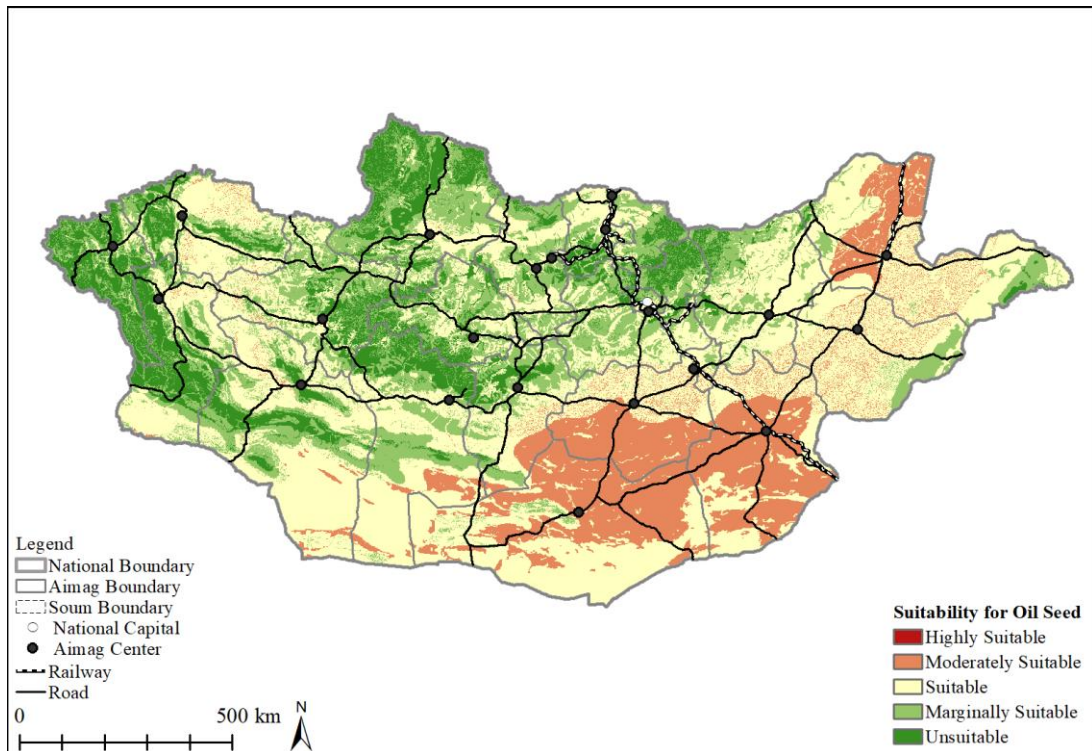 Legend
National Boundary
Aimag Boundary
Soum Boundary
National Capital
Aimag Center
Railway
Road
0 500 km
N
Suitability for Oil Seed
Highly Suitable
Moderately Suitable
Suitable
Marginally Suitable
Unsuitable